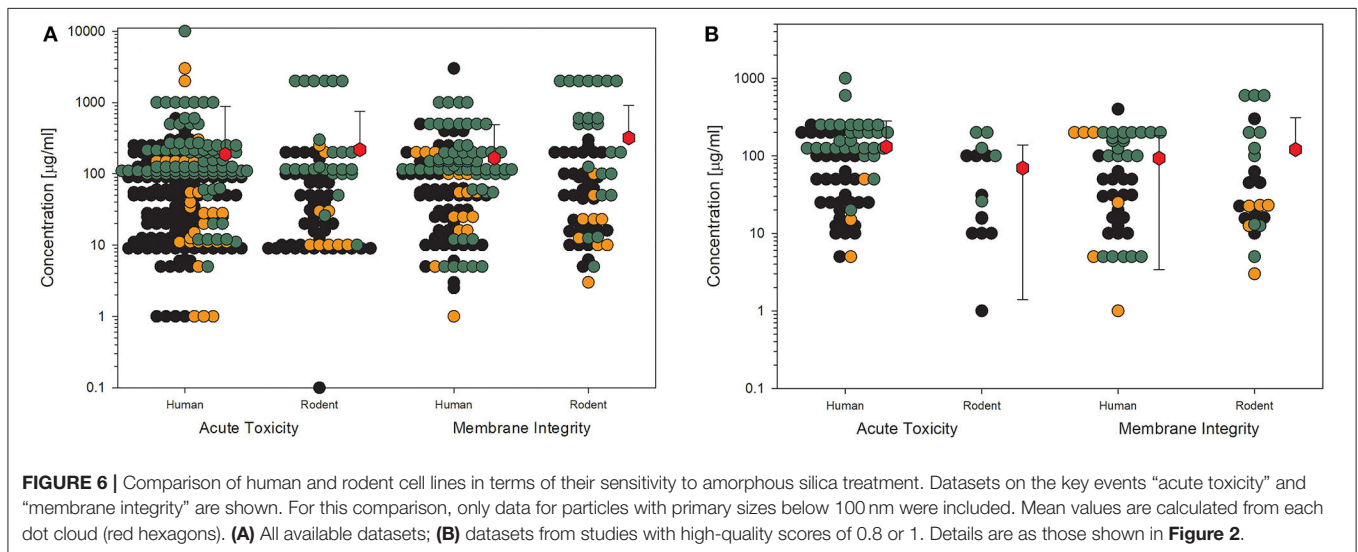 A
Concentration [µg/ml]
10000
1000
100
10
1
0.1
Human
Rodent
Human
Rodent
Acute Toxicity
Membrane Integrity
B
Concentration [µg/ml]
1000
100
10
1
0.1
Human
Rodent
Human
Rodent
Acute Toxicity
Membrane Integrity
FIGURE 6 | Comparison of human and rodent cell lines in terms of their sensitivity to amorphous silica treatment. Datasets on the key events “acute toxicity” and
“membrane integrity” are shown. For this comparison, only data for particles with primary sizes below 100 nm were included. Mean values are calculated from each
dot cloud (red hexagons). (A) All available datasets; (B) datasets from studies with high-quality scores of 0.8 or 1. Details are as those shown in Figure 2.